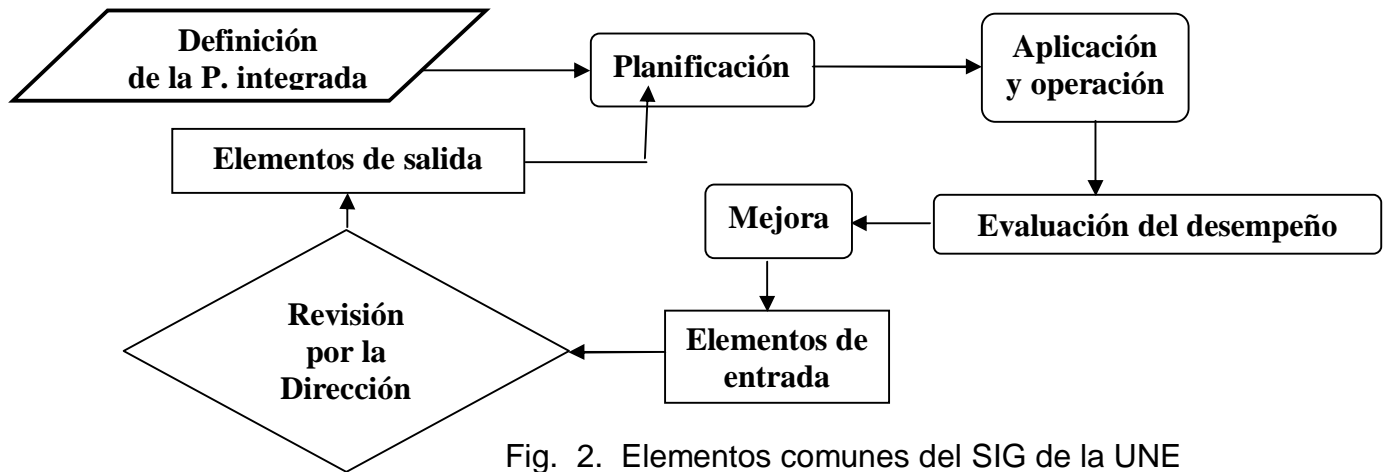 Definición
de la P. integrada
Planificación
Aplicación
y operación
Elementos de salida
Mejora
Evaluación del desempeño
Revisión
por la
Dirección
Elementos de
entrada
Fig. 2. Elementos comunes del SIG de la UNE